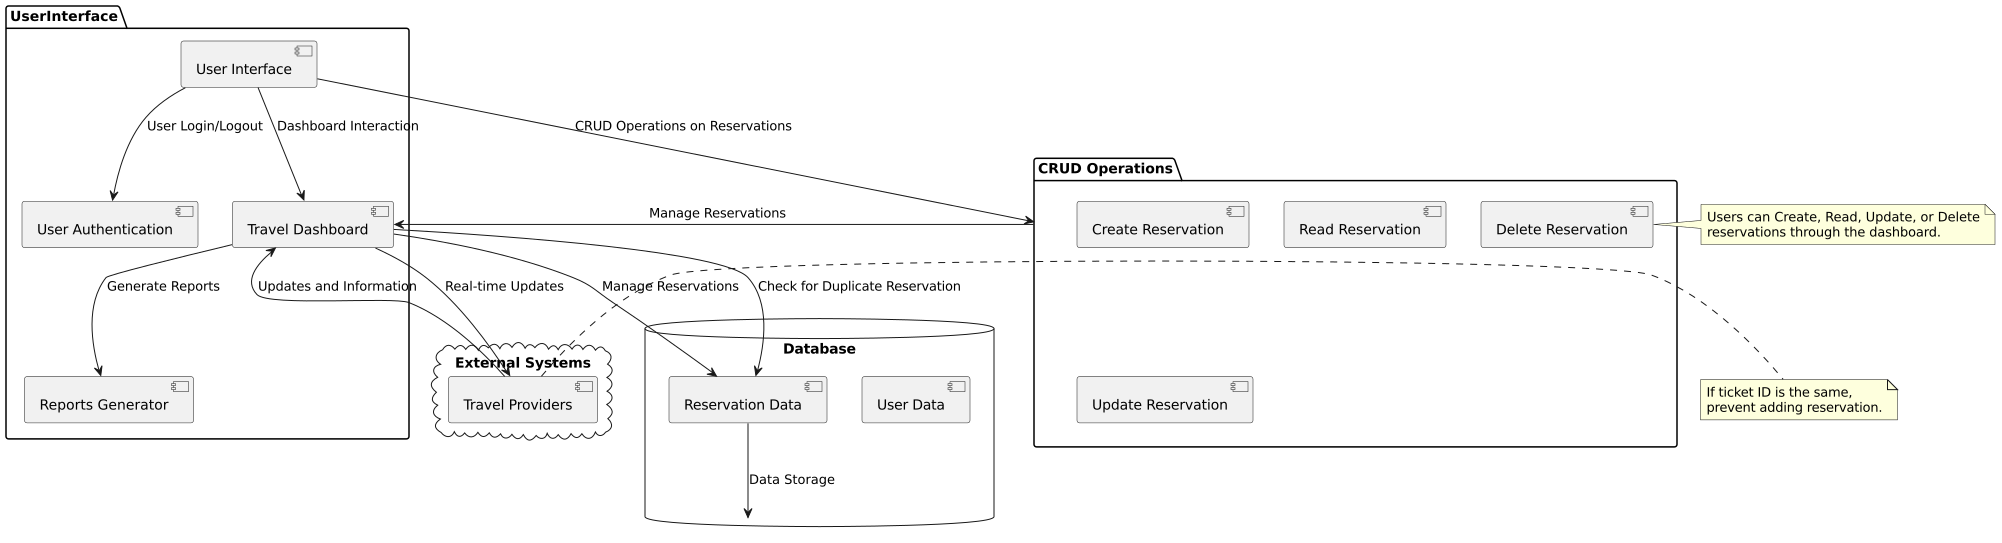 UserInterface
User Interface
User Login/Logout
Dashboard Interaction
CRUD Operations on Reservations
CRUD Operations
User Authentication
Travel Dashboard
Manage Reservations
Create Reservation
Read Reservation
Delete Reservation
Users can Create, Read, Update, or Delete
reservations through the dashboard.
Generate Reports
Updates and Information
Real-time Updates
Manage Reservations
Check for Duplicate Reservation
External Systems
Database
Reports Generator
Travel Providers
Reservation Data
User Data
Update Reservation
If ticket ID is the same,
prevent adding reservation.
Data Storage